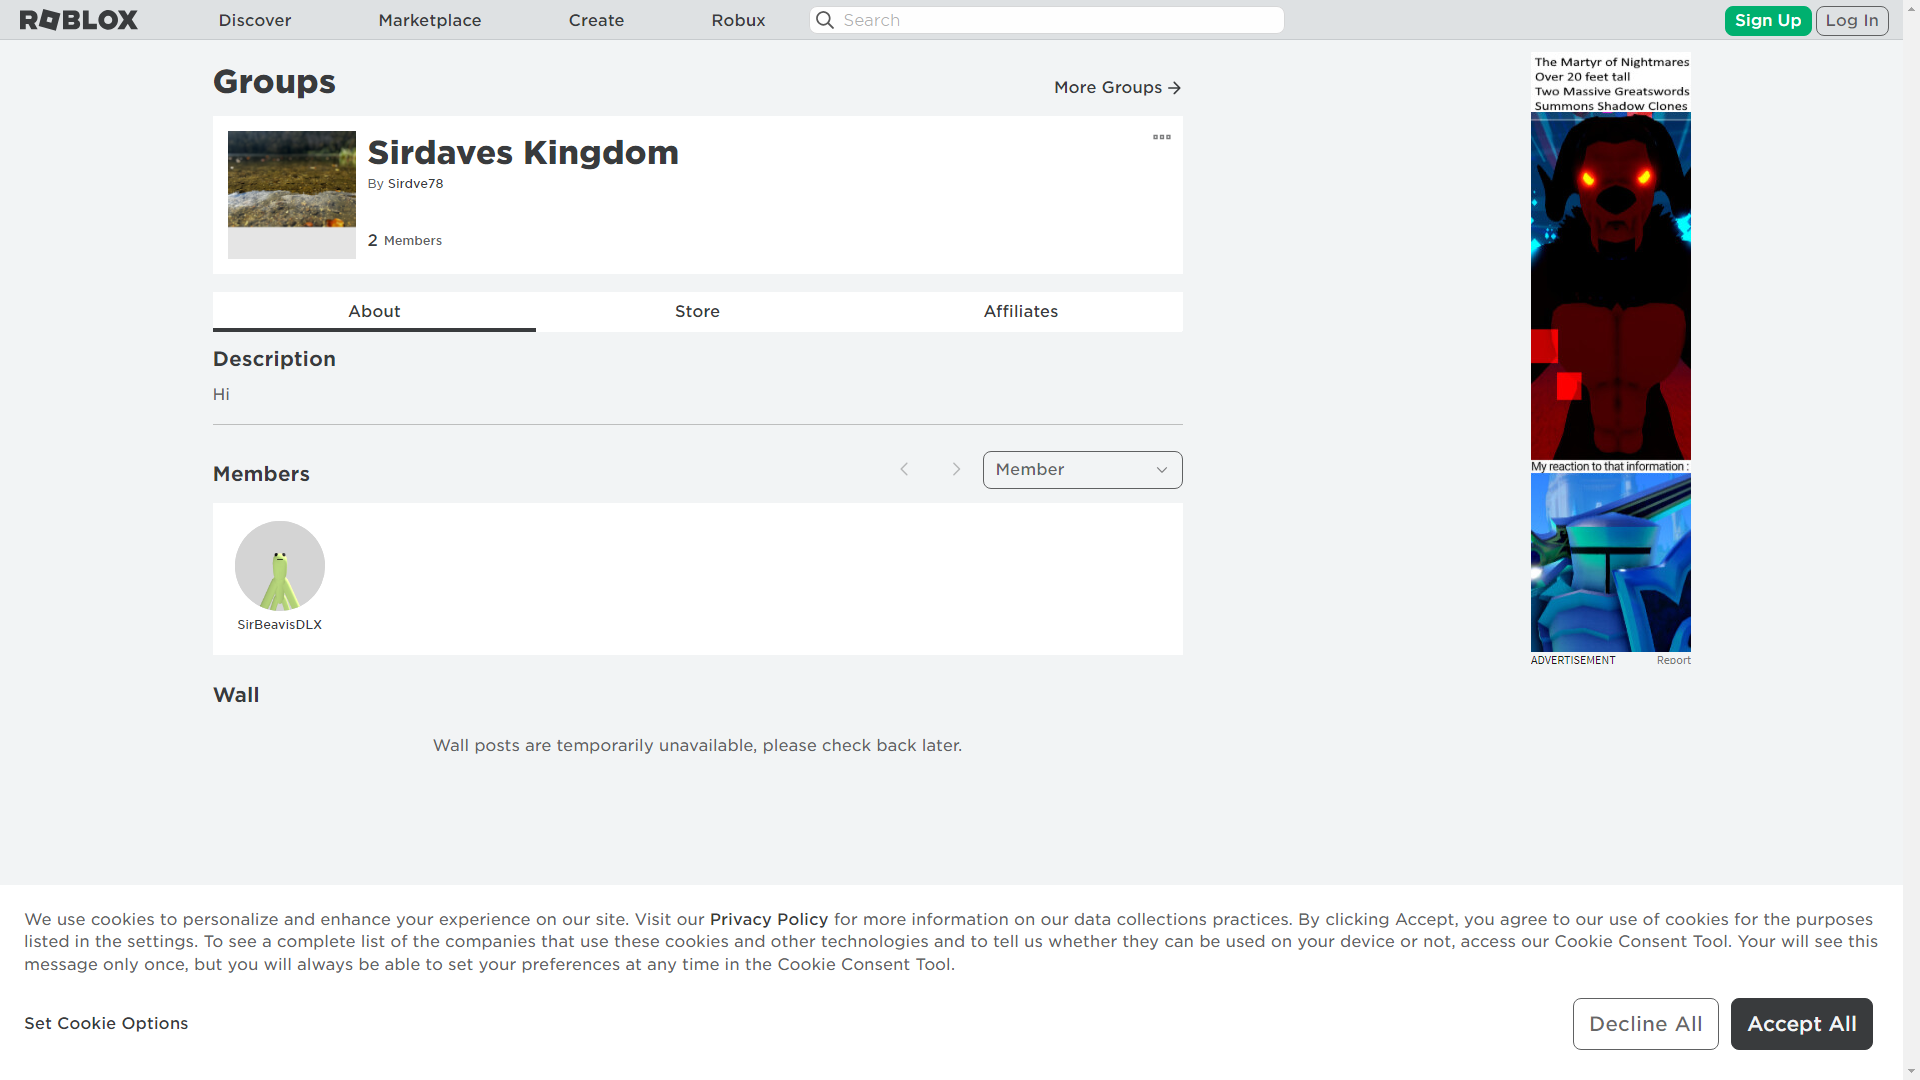 ROBLOX
Discover
Marketplace
Create
Robux
Search
Sign Up
Log In
Groups
More Groups
Sirdaves Kingdom
By Sirdve78
2 Members
About
Store
Affiliates
Description
Hi
Members
Member
SirBeavisDLX
Wall
Wall posts are temporarily unavailable, please check back later.
The Martyr of Nightmares
Over 20 feet tall
Two Massive Greatswords
Summons Shadow Clones
My reaction to that information :
ADVERTISEMENT
Report
We use cookies to personalize and enhance your experience on our site. Visit our Privacy Policy for more information on our data collections practices. By clicking Accept, you agree to our use of cookies for the purposes
listed in the settings. To see a complete list of the companies that use these cookies and other technologies and to tell us whether they can be used on your device or not, access our Cookie Consent Tool. Your will see this
message only once, but you will always be able to set your preferences at any time in the Cookie Consent Tool.
Set Cookie Options
Decline All
Accept All